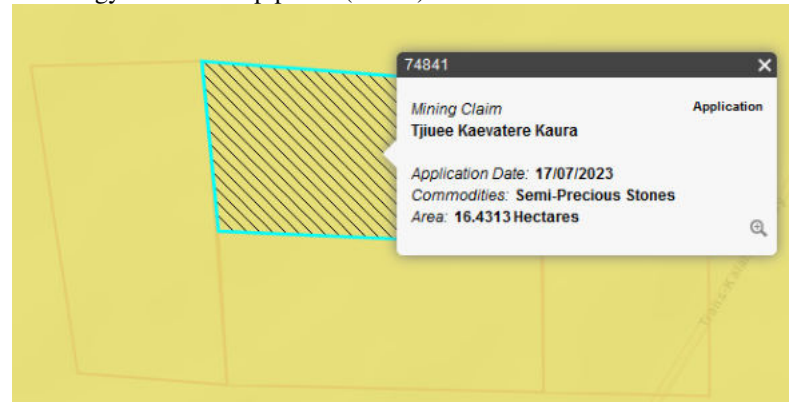 74841
Mining Claim
Application
Tjiuee Kaevatere Kaura
Application Date: 17/07/2023
Commodities: Semi-Precious Stones
Area: 16.4313 Hectares